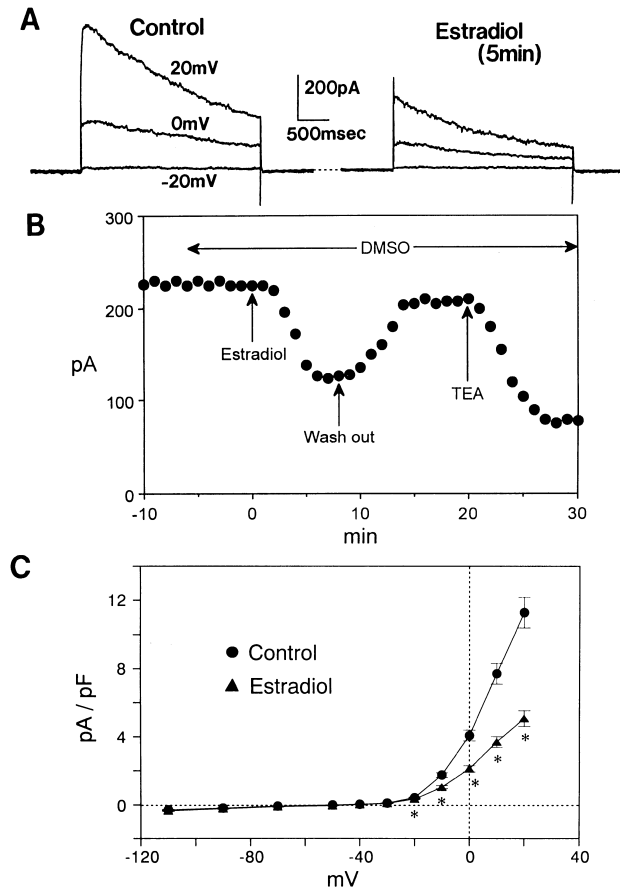 A
Control
Estradiol
(5min)
20mV
200pA
0mV
500msec
-20mV
B
300
DMSO
200
Estradiol
pA
TEA
100
Wash out
0
-10 0 10 20 30
min
C
12
Control
8
Estradiol
pA / pF
4
* * * * *
0
-120 -80 -40 0 40
mV